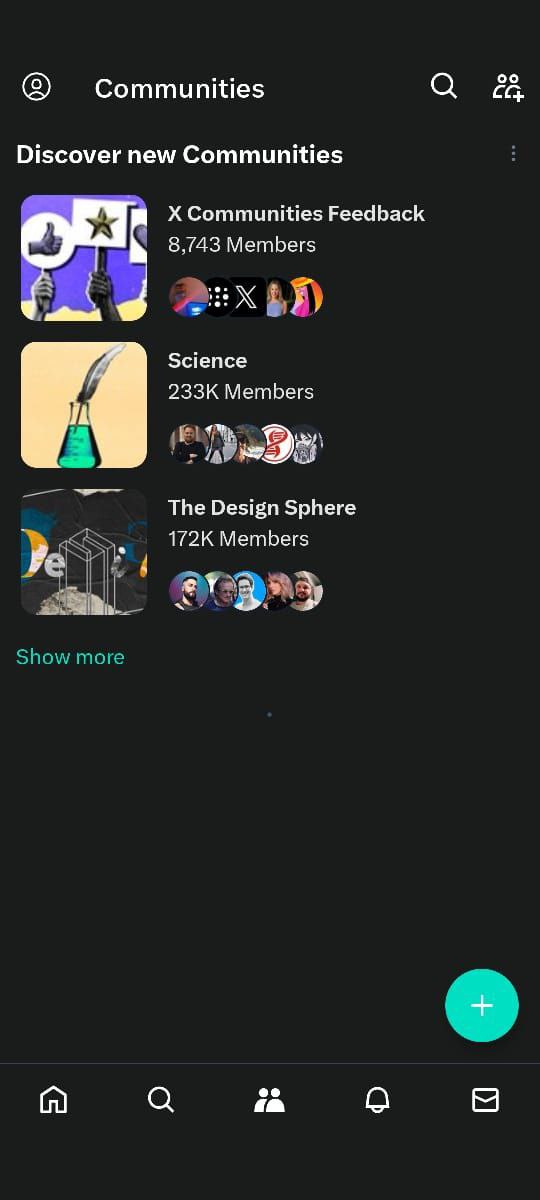 Communities
Discover new Communities
X Communities Feedback
8,743 Members
Science
233K Members
The Design Sphere
172K Members
Show more